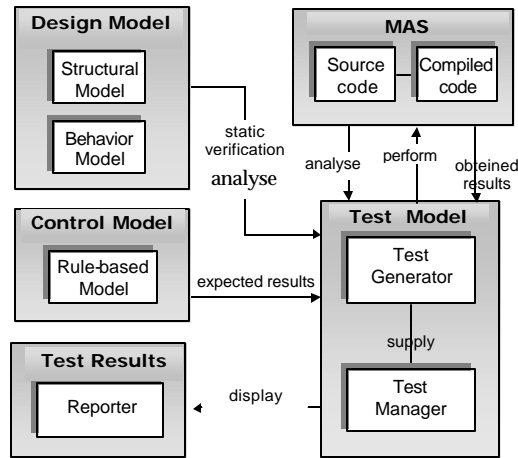 Design Model
Structural
Model
Behavior
Model
MAS
Source
code
Compiled
code
static
verification
analyse
analyse
perform
obteined
results
Control Model
Rule-based
Model
expected results
Test Model
Test
Generator
supply
Test
Manager
Test Results
Reporter
display